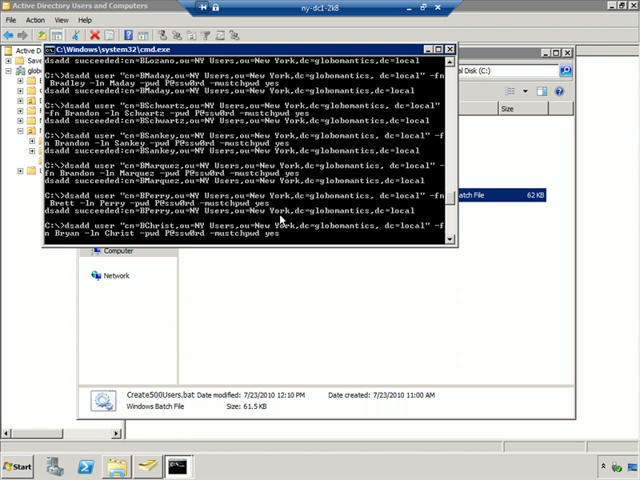 Active Directory Users and Computers
ny-dc1-2k8
File
View
C:\Windows\system32\cmd.exe
dsadd succeeded:cn=BLozano,ou=NY Users,ou=New York,dc=globomantics,dc=local
C:\>dsadd user "cn=BMaday,ou=NY Users,ou=New York,dc=globomantics, dc=local" -fn
Bradley -ln Maday -pwd P@ssw0rd -mustchpwd yes
dsadd succeeded:cn=BMaday,ou=NY Users,ou=New York,dc=globomantics,dc=local
C:\>dsadd user "cn=BSchwartz,ou=NY Users,ou=New York,dc=globomantics, dc=local"
-fn Brandon -ln Schwartz -pwd P@ssw0rd -mustchpwd yes
dsadd succeeded:cn=BSchwartz,ou=NY Users,ou=New York,dc=globomantics,dc=local
C:\>dsadd user "cn=BSankey,ou=NY Users,ou=New York,dc=globomantics, dc=local" -f
n Brandon -ln Sankey -pwd P@ssw0rd -mustchpwd yes
dsadd succeeded:cn=BSankey,ou=NY Users,ou=New York,dc=globomantics,dc=local
C:\>dsadd user "cn=BMarquez,ou=NY Users,ou=New York,dc=globomantics, dc=local" -
fn Brandon -ln Marquez -pwd P@ssw0rd -mustchpwd yes
dsadd succeeded:cn=BMarquez,ou=NY Users,ou=New York,dc=globomantics,dc=local
C:\>dsadd user "cn=BPerry,ou=NY Users,ou=New York,dc=globomantics, dc=local" -fn
Brett -ln Perry -pwd P@ssw0rd -mustchpwd yes
dsadd succeeded:cn=BPerry,ou=NY Users,ou=New York,dc=globomantics,dc=local
C:\>dsadd user "cn=BChrist,ou=NY Users,ou=New York,dc=globomantics, dc=local" -f
n Bryan -ln Christ -pwd P@ssw0rd -mustchpwd yes
Active D
Save
glob
al Disk (C:)
Size
atch File
62 KB
Computer
Network
Create500Users.bat Date modified: 7/23/2010 12:10 PM
Date created: 7/23/2010 11:00 AM
Windows Batch File
Size: 61.5 KB
Start